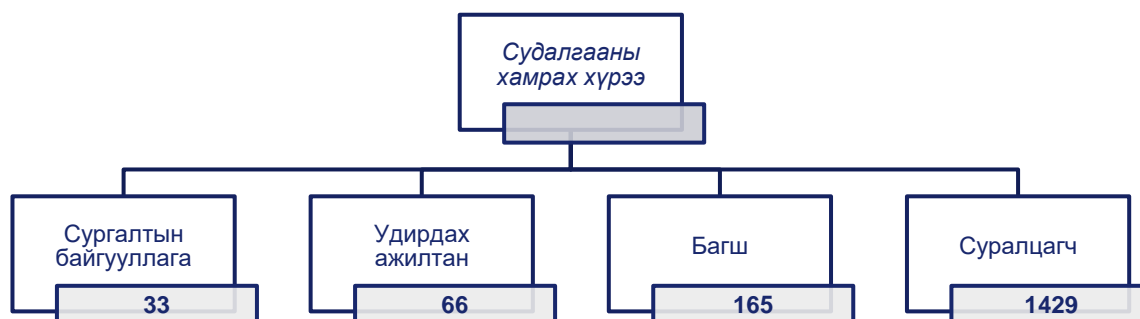 Судалгааны
хамрах хүрээ
Сургалтын
байгууллага
33
Удирдах
ажилтан
66
Багш
165
Суралцагч
1429